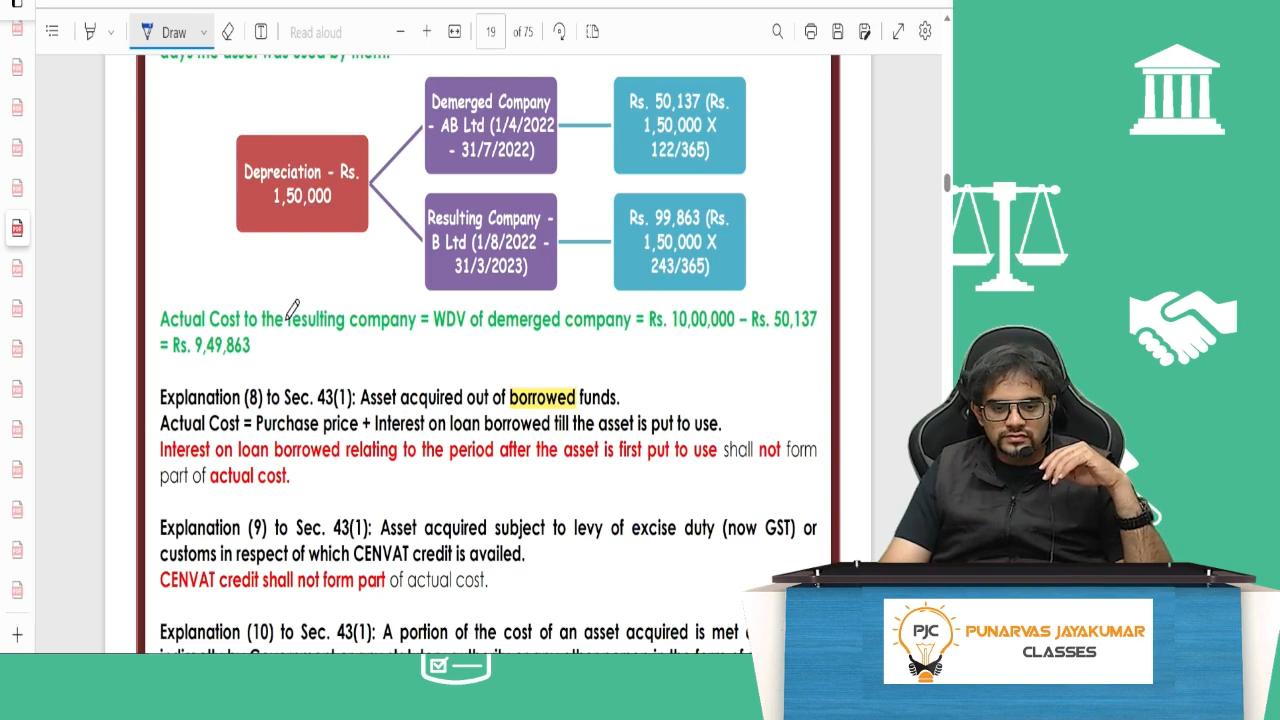 Draw
Read aloud
19
of 75
days the asset was used by them.
Depreciation - Rs.
1,50,000
Demerged Company
- AB Ltd (1/4/2022
- 31/7/2022)
Rs. 50,137 (Rs.
1,50,000 X
122/365)
Resulting Company -
B Ltd (1/8/2022 -
31/3/2023)
Rs. 99,863 (Rs.
1,50,000 X
243/365)
Actual Cost to the resulting company = WDV of demerged company = Rs. 10,00,000 – Rs. 50,137
= Rs. 9,49,863
Explanation (8) to Sec. 43(1): Asset acquired out of borrowed funds.
Actual Cost = Purchase price + Interest on loan borrowed till the asset is put to use.
Interest on loan borrowed relating to the period after the asset is first put to use shall not form
part of actual cost.
Explanation (9) to Sec. 43(1): Asset acquired subject to levy of excise duty (now GST) or
customs in respect of which CENVAT credit is availed.
CENVAT credit shall not form part of actual cost.
Explanation (10) to Sec. 43(1): A portion of the cost of an asset acquired is met
PJC
PUNARVAS JAYAKUMAR
CLASSES